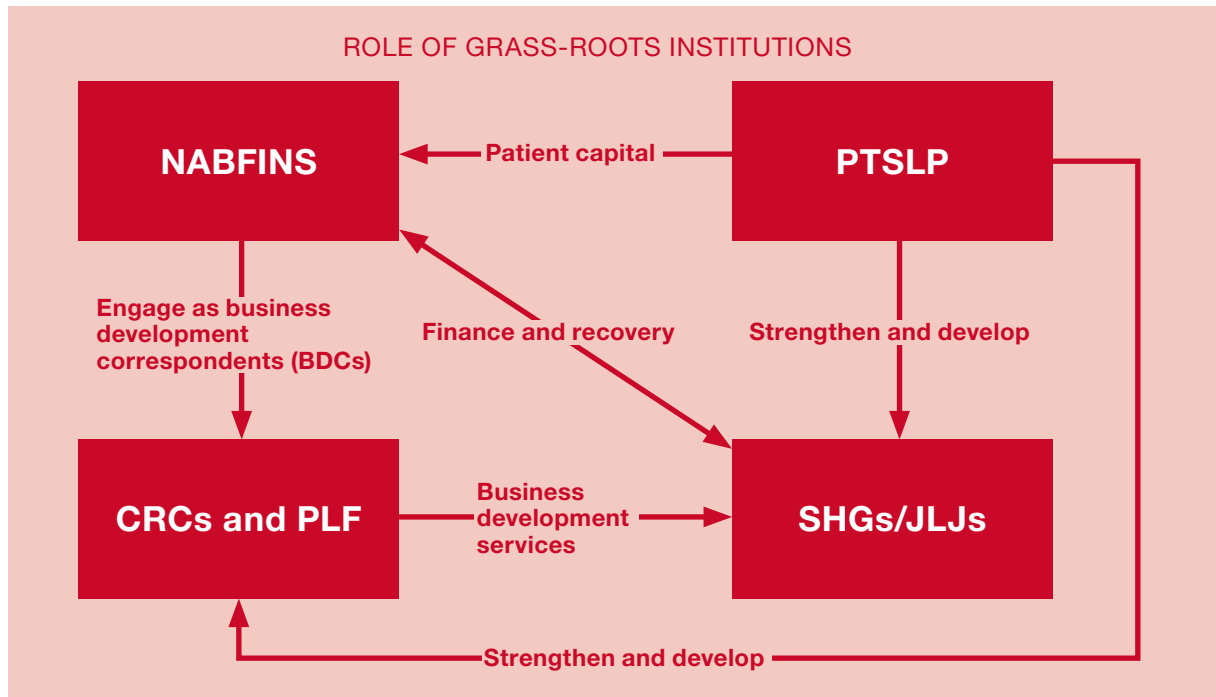 ROLE OF GRASS-ROOTS INSTITUTIONS
NABFINS
Patient capital
PTSLP
Engage as business
development
correspondents (BDCs)
Finance and recovery
Strengthen and develop
CRCs and PLF
Business
development
services
SHGs/JLJs
Strengthen and develop